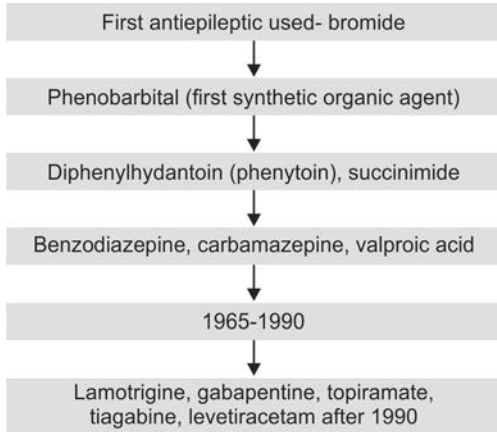 First antiepileptic used- bromide
Phenobarbital (first synthetic organic agent)
Diphenylhydantoin (phenytoin), succinimide
Benzodiazepine, carbamazepine, valproic acid
1965-1990
Lamotrigine, gabapentine, topiramate,
tiagabine, levetiracetam after 1990